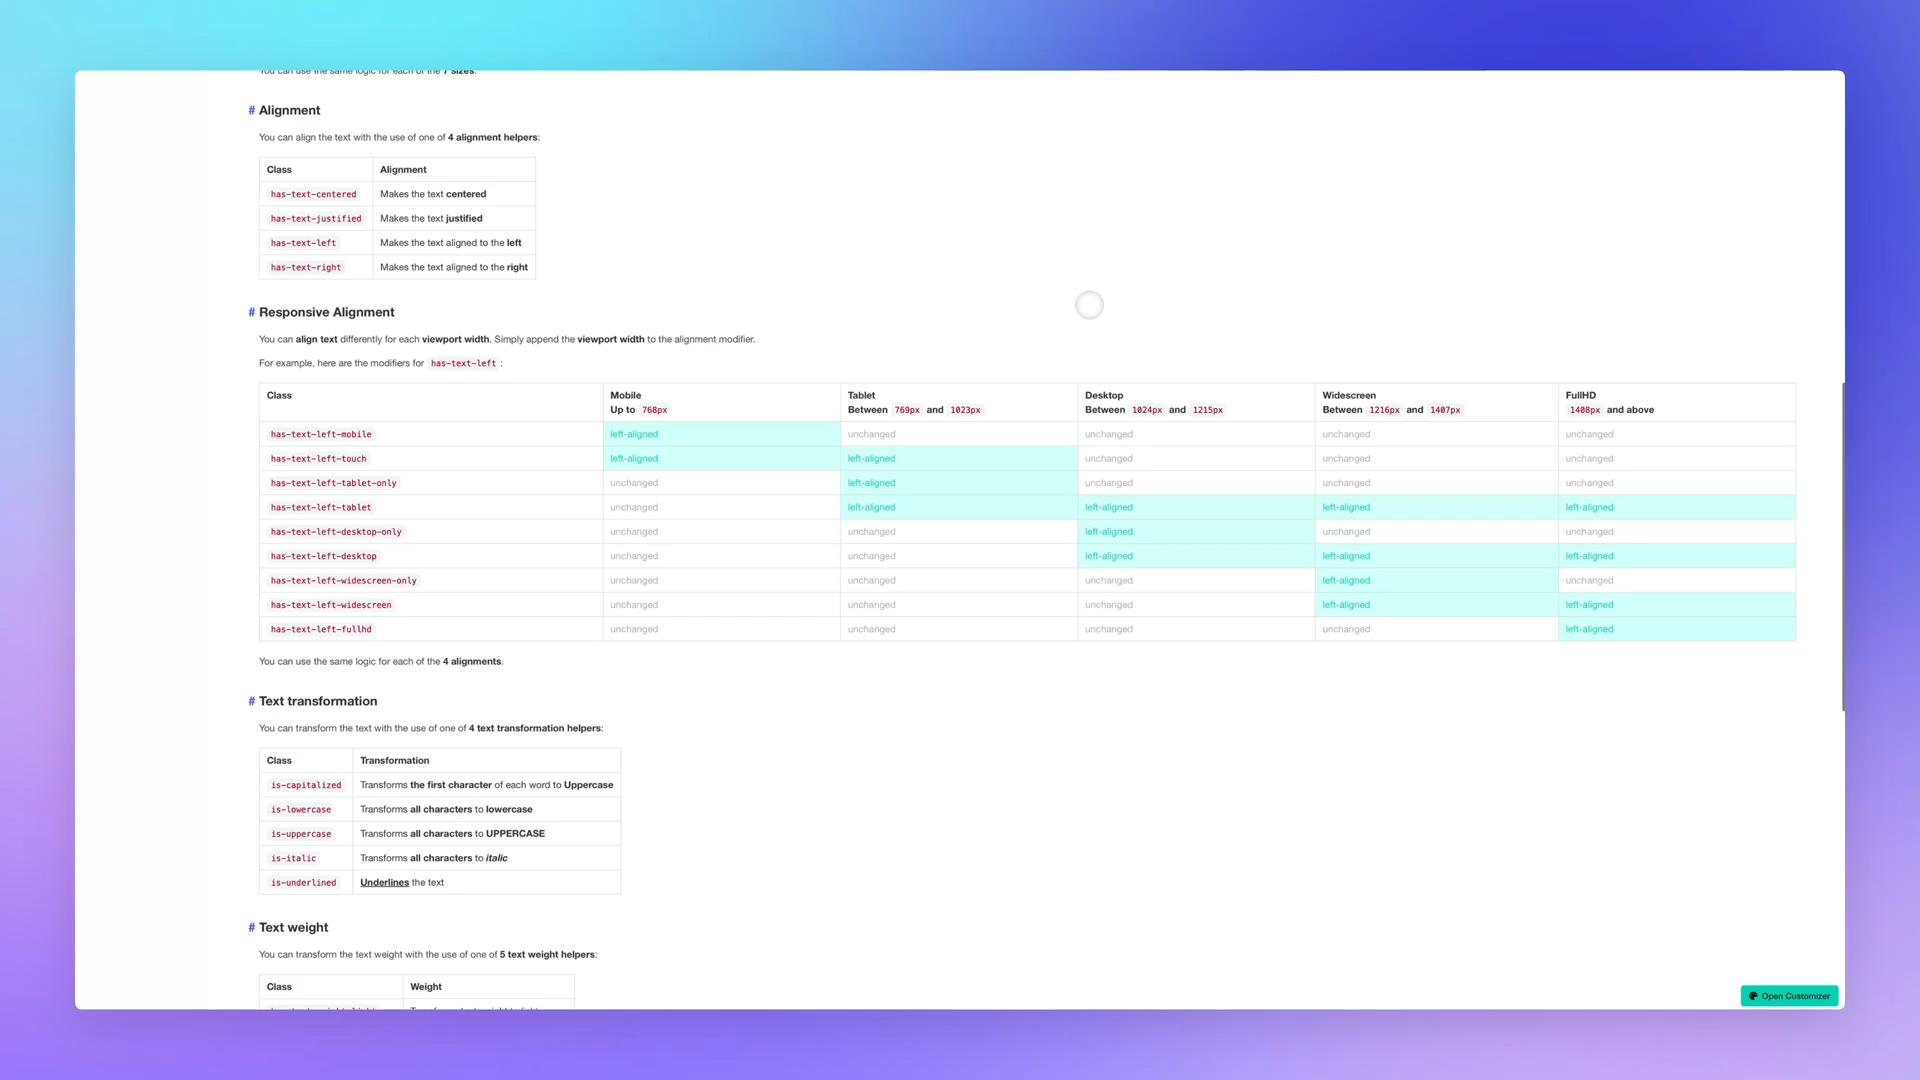 You can use the same logic for each of the 7 sizes.
# Alignment
You can align the text with the use of one of 4 alignment helpers:
Class Alignment
has-text-centered Makes the text centered
has-text-justified Makes the text justified
has-text-left Makes the text aligned to the left
has-text-right Makes the text aligned to the right
# Responsive Alignment
You can align text differently for each viewport width. Simply append the viewport width to the alignment modifier.
For example, here are the modifiers for has-text-left :
Class Mobile Tablet Desktop Widescreen FullHD
Up to 768px Between 769px and 1023px Between 1024px and 1215px Between 1216px and 1407px 1408px and above
has-text-left-mobile left-aligned unchanged unchanged unchanged unchanged
has-text-left-touch left-aligned left-aligned unchanged unchanged unchanged
has-text-left-tablet-only unchanged left-aligned unchanged unchanged unchanged
has-text-left-tablet unchanged left-aligned left-aligned left-aligned left-aligned
has-text-left-desktop-only unchanged unchanged left-aligned unchanged unchanged
has-text-left-desktop unchanged unchanged left-aligned left-aligned left-aligned
has-text-left-widescreen-only unchanged unchanged unchanged left-aligned unchanged
has-text-left-widescreen unchanged unchanged unchanged left-aligned left-aligned
has-text-left-fullhd unchanged unchanged unchanged unchanged left-aligned
You can use the same logic for each of the 4 alignments.
# Text transformation
You can transform the text with the use of one of 4 text transformation helpers:
Class Transformation
is-capitalized Transforms the first character of each word to Uppercase
is-lowercase Transforms all characters to lowercase
is-uppercase Transforms all characters to UPPERCASE
is-italic Transforms all characters to italic
is-underlined Underlines the text
# Text weight
You can transform the text weight with the use of one of 5 text weight helpers:
Class Weight
Open Customizer